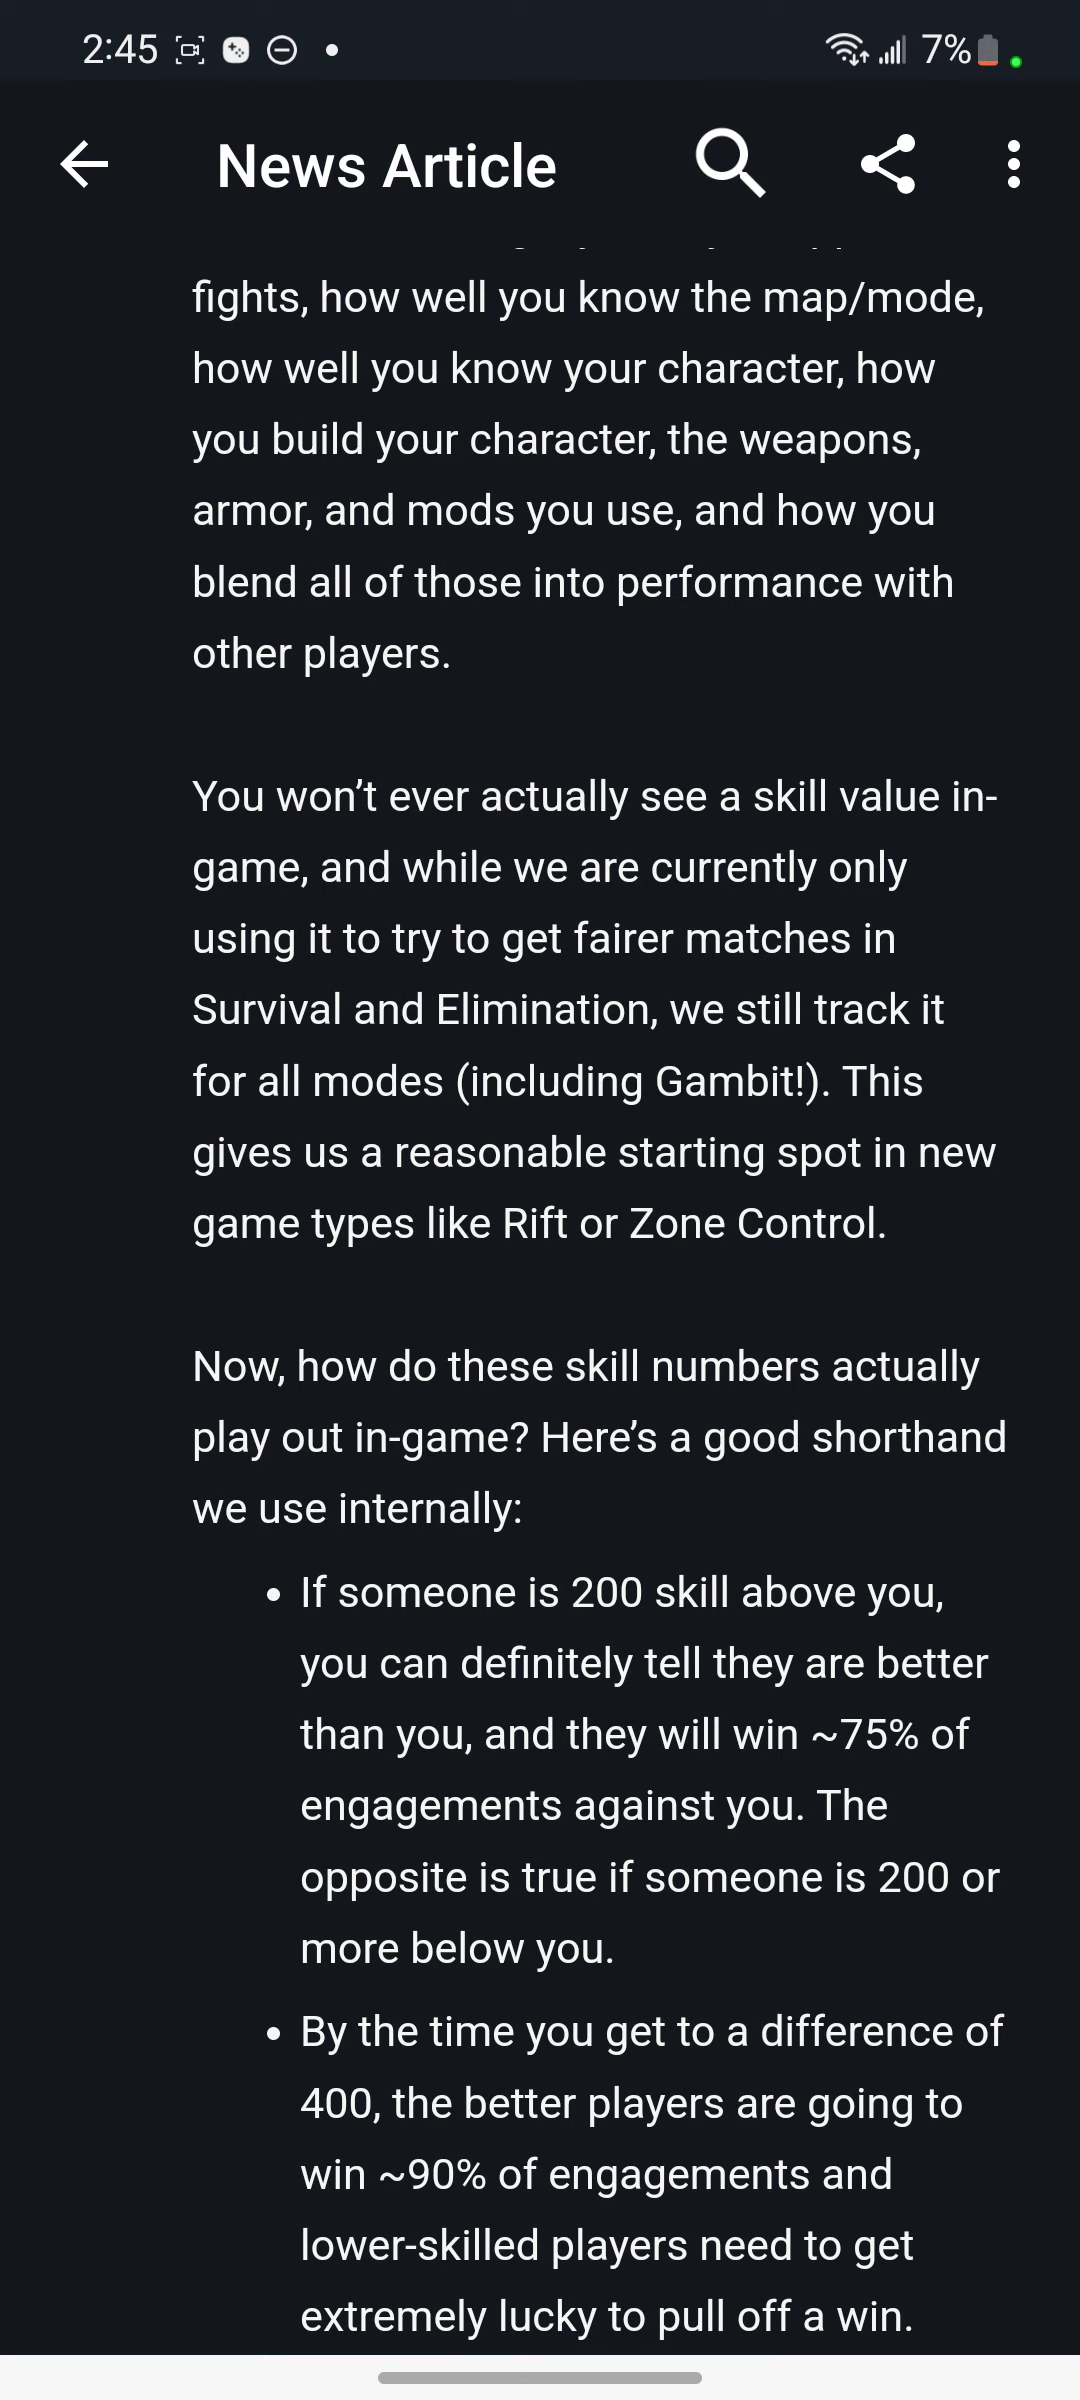 2:45
7%
News Article
fights, how well you know the map/mode,
how well you know your character, how
you build your character, the weapons,
armor, and mods you use, and how you
blend all of those into performance with
other players.
You won’t ever actually see a skill value in-
game, and while we are currently only
using it to try to get fairer matches in
Survival and Elimination, we still track it
for all modes (including Gambit!). This
gives us a reasonable starting spot in new
game types like Rift or Zone Control.
Now, how do these skill numbers actually
play out in-game? Here’s a good shorthand
we use internally:
• If someone is 200 skill above you,
you can definitely tell they are better
than you, and they will win ~75% of
engagements against you. The
opposite is true if someone is 200 or
more below you.
• By the time you get to a difference of
400, the better players are going to
win ~90% of engagements and
lower-skilled players need to get
extremely lucky to pull off a win.